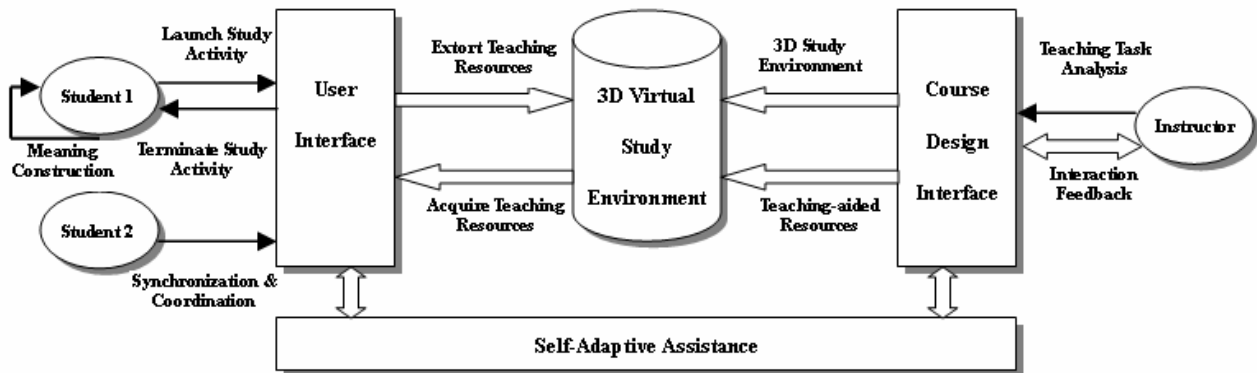 Launch Study
Activity
Student 1
Terminate Study
Activity
Meaning
Construction
Student 2
Synchronization &
Coordination
User
Interface
Extort Teaching
Resources
Acquire Teaching
Resources
3D Virtual
Study
Environment
3D Study
Environment
Teaching-aided
Resources
Course
Design
Interface
Teaching Task
Analysis
Instructor
Interaction
Feedback
Self-Adaptive Assistance